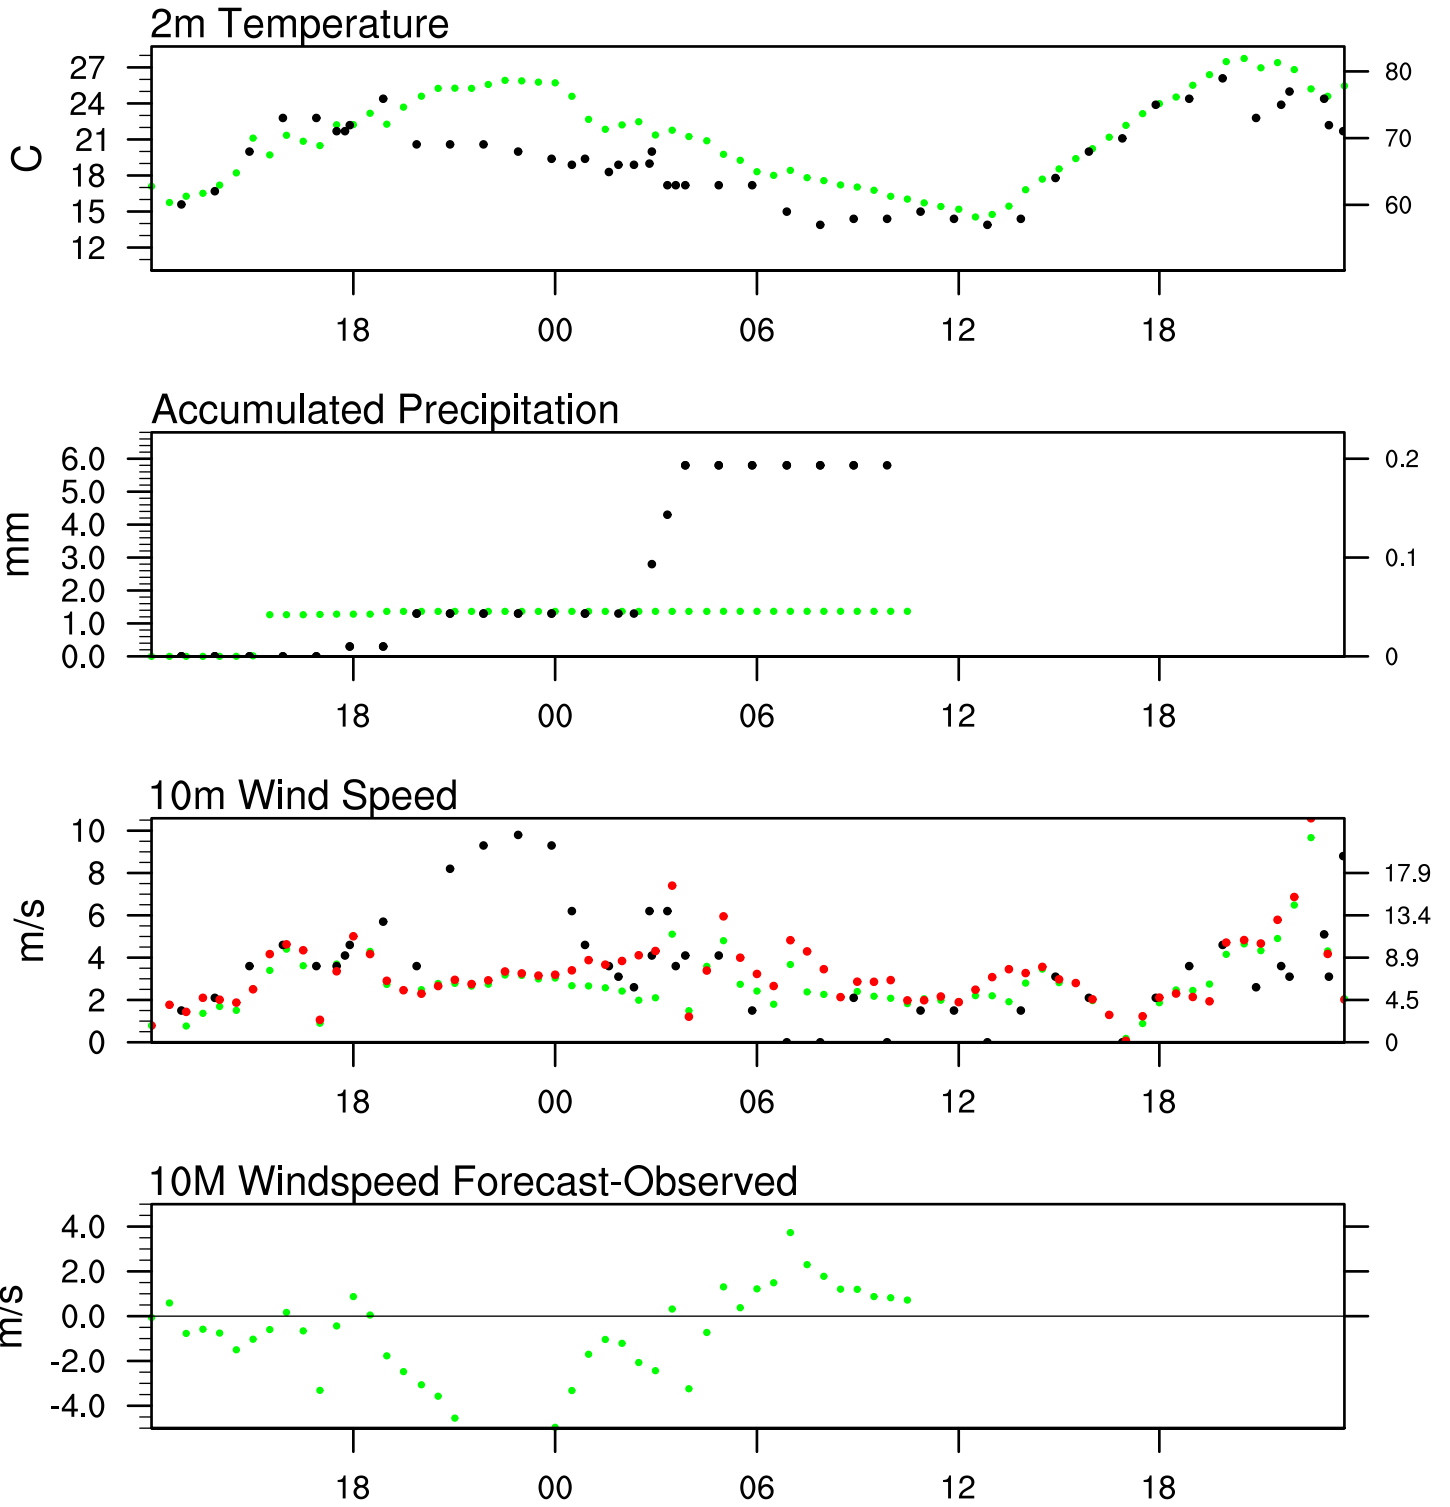 2m Temperature
27
24
21
18
15
12
C
80
70
60
18 00 06 12 18
Accumulated Precipitation
6.0
5.0
4.0
3.0
2.0
1.0
0.0
mm
0.2
0.1
0
18 00 06 12 18
10m Wind Speed
10
8
6
4
2
0
m/s
17.9
13.4
8.9
4.5
0
18 00 06 12 18
10M Windspeed Forecast-Observed
4.0
2.0
0.0
-2.0
-4.0
m/s
18 00 06 12 18